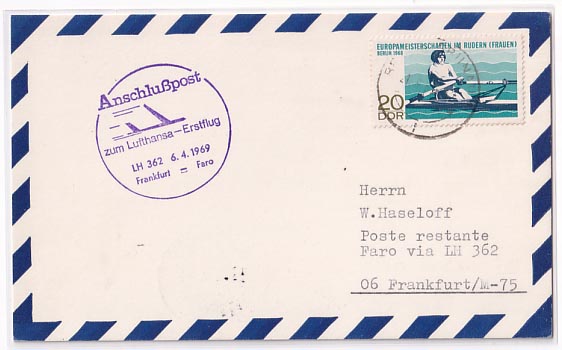 Anschlußpost
zum Lufthansa-Erstflug
LH 362 6.4.1969
Frankfurt = Faro
EUROPAMEISTERSCHAFTEN IM RUDERN (FRAUEN)
BERLIN 1968
20
DDR
Herrn
W.Haseloff
Poste restante
Faro via LH 362
06 Frankfurt/M-75